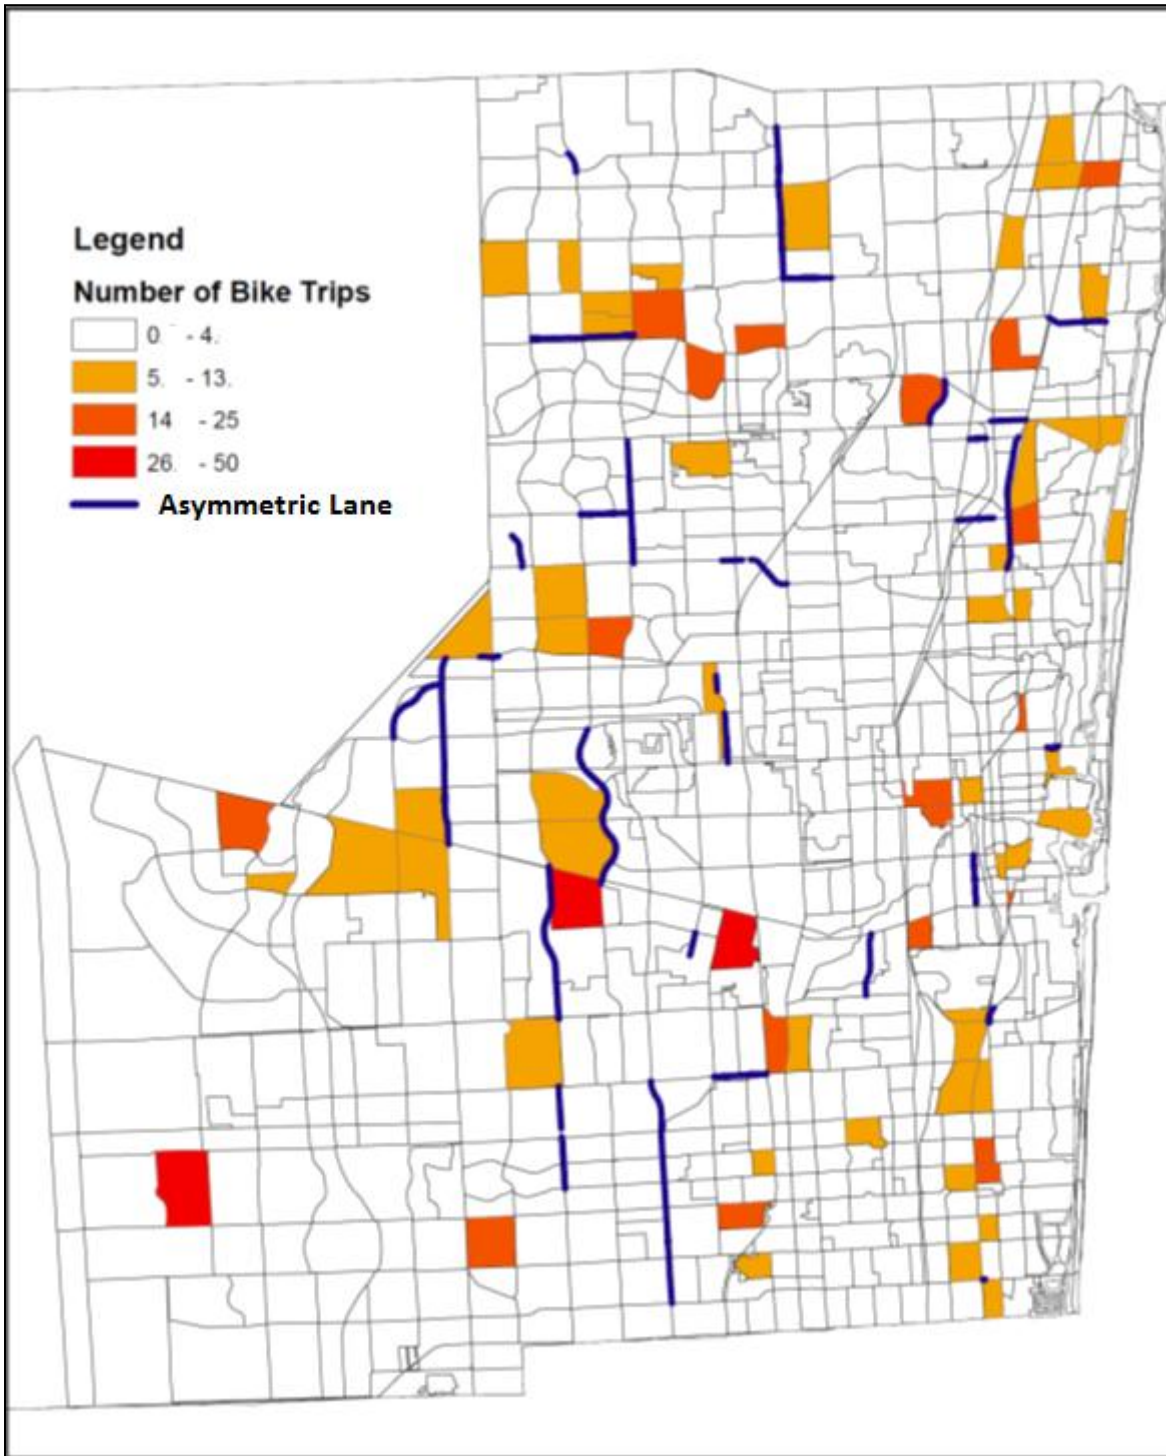 Legend
Number of Bike Trips
0 - 4.
5. - 13.
14 - 25
26. - 50
Asymmetric Lane